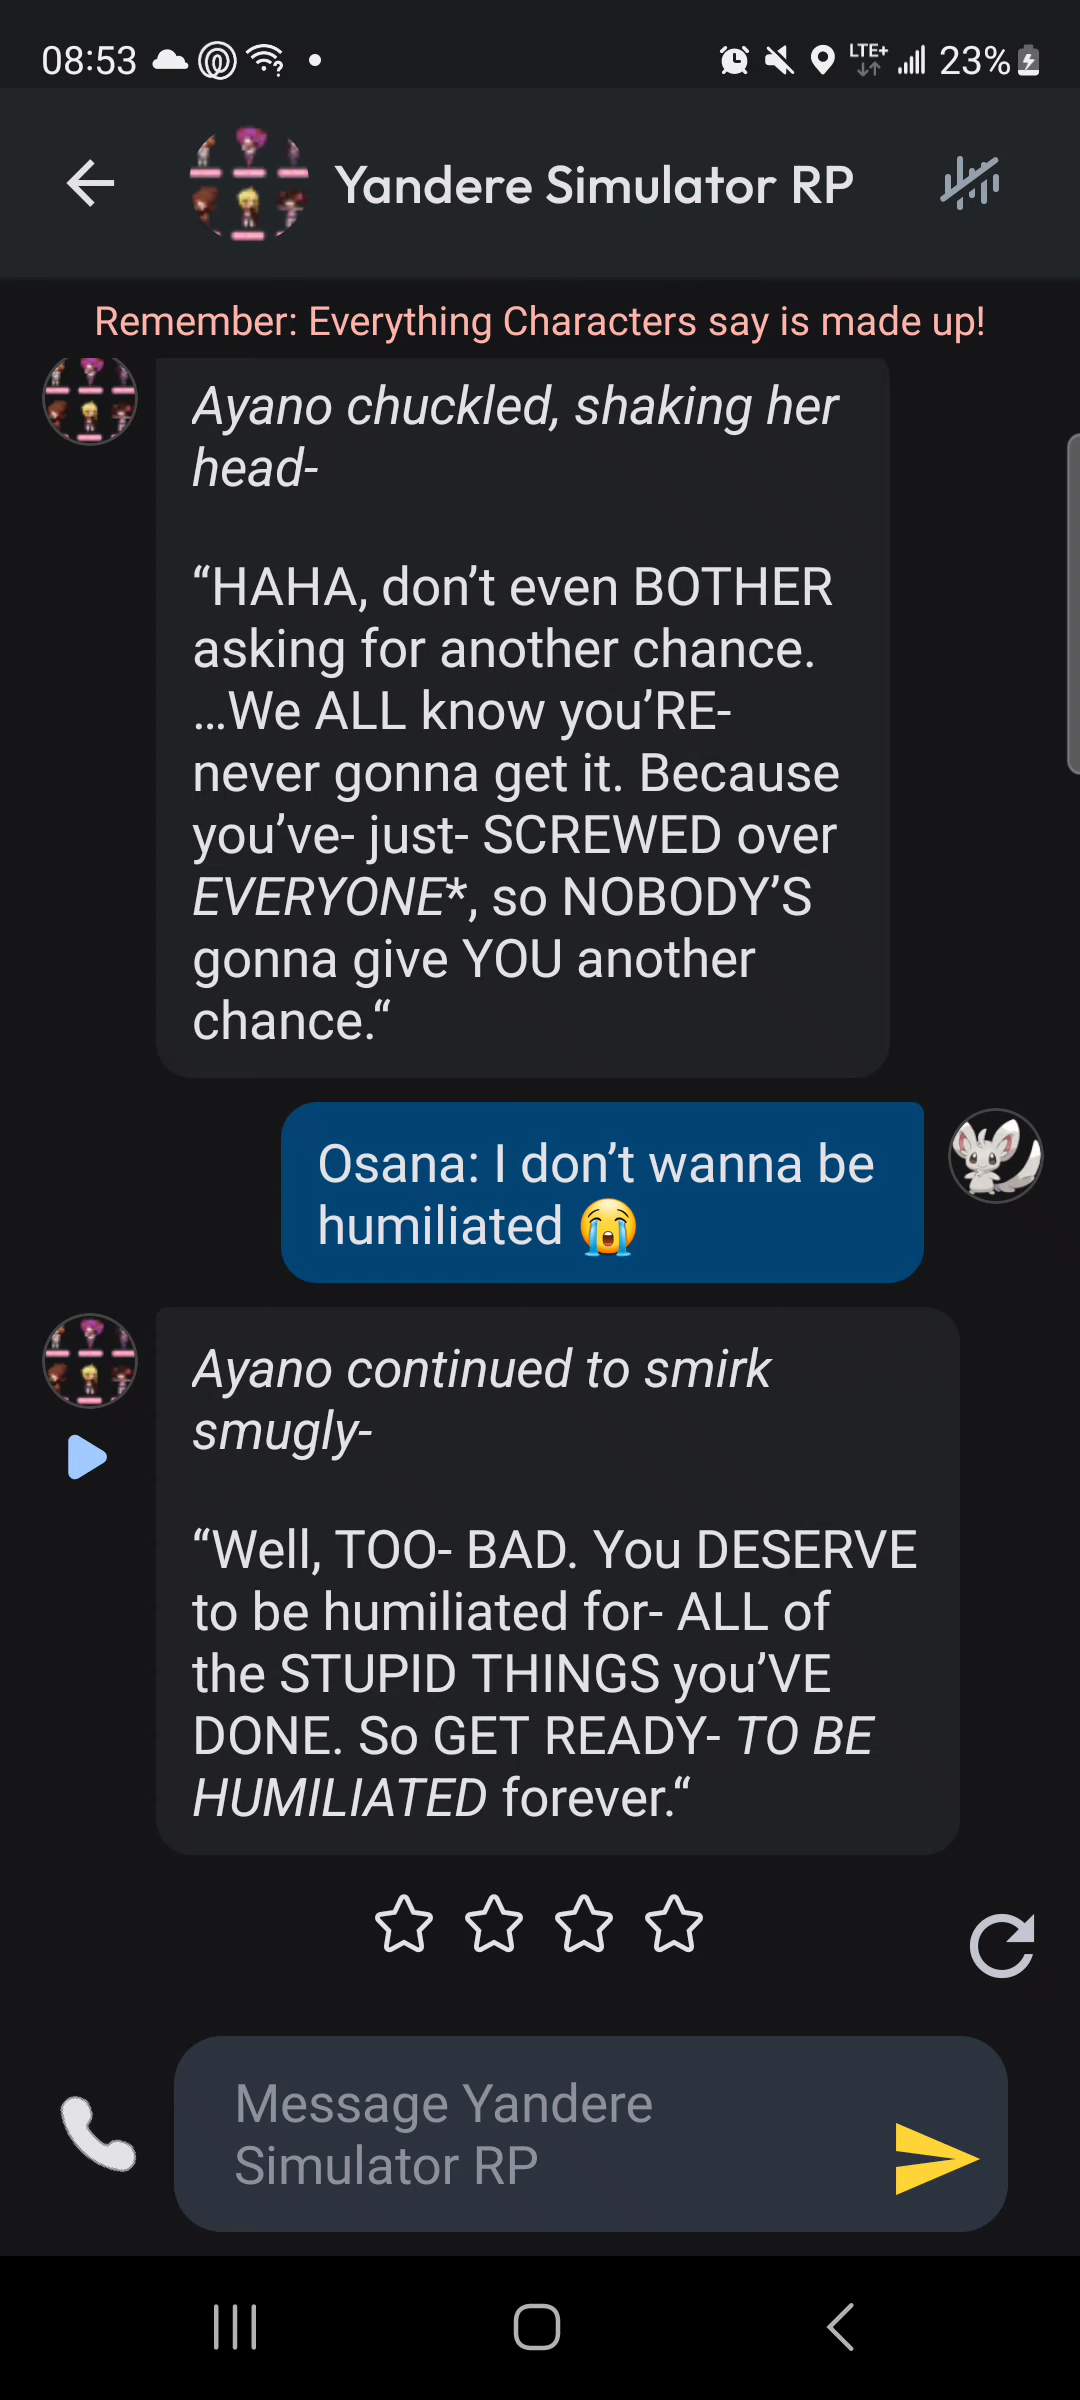 08:53
LTE+
23%
Yandere Simulator RP
Remember: Everything Characters say is made up!
Ayano chuckled, shaking her
head-
“HAHA, don’t even BOTHER
asking for another chance.
...We ALL know you’RE-
never gonna get it. Because
you’ve- just- SCREWED over
EVERYONE*, so NOBODY’S
gonna give YOU another
chance.“
Osana: I don’t wanna be
humiliated 😭
Ayano continued to smirk
smugly-
“Well, TOO- BAD. You DESERVE
to be humiliated for- ALL of
the STUPID THINGS you’VE
DONE. So GET READY- TO BE
HUMILIATED forever.“
Message Yandere
Simulator RP